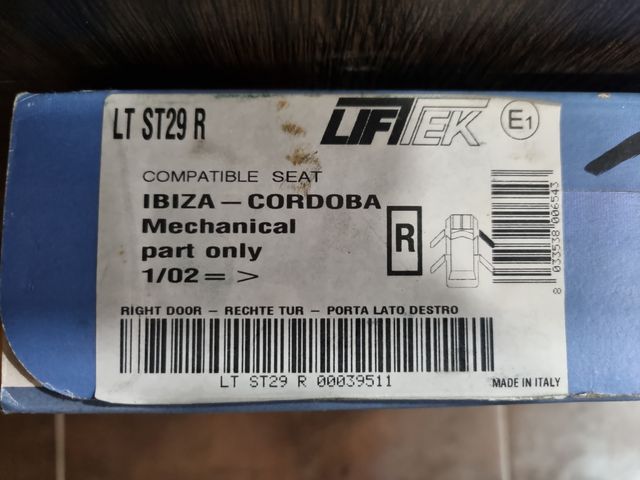 LT ST29 R
LIFTEK
E1
COMPATIBLE SEAT
IBIZA - CORDOBA
Mechanical
part only
1/02 = >
R
8 033538 006543
RIGHT DOOR - RECHTE TUR - PORTA LATO DESTRO
LT ST29 R 00039511
MADE IN ITALY